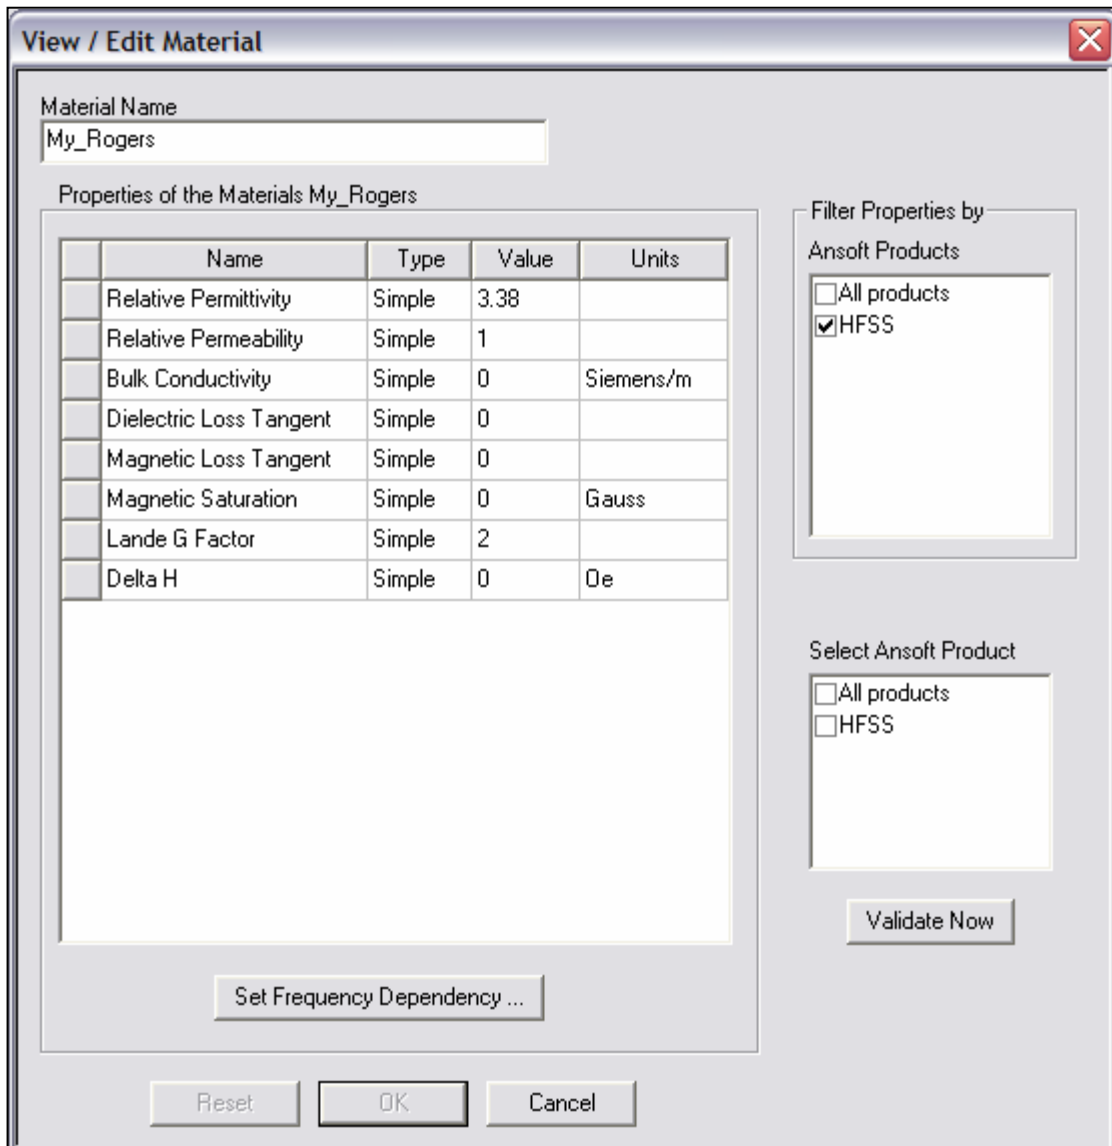 View / Edit Material
Material Name
My_Rogers
Properties of the Materials My_Rogers
Name Type Value Units
Relative Permittivity Simple 3.38
Relative Permeability Simple 1
Bulk Conductivity Simple 0 Siemens/m
Dielectric Loss Tangent Simple 0
Magnetic Loss Tangent Simple 0
Magnetic Saturation Simple 0 Gauss
Lande G Factor Simple 2
Delta H Simple 0 Oe
Set Frequency Dependency ...
Filter Properties by
Ansoft Products
All products
HFSS
Select Ansoft Product
All products
HFSS
Validate Now
Reset OK Cancel